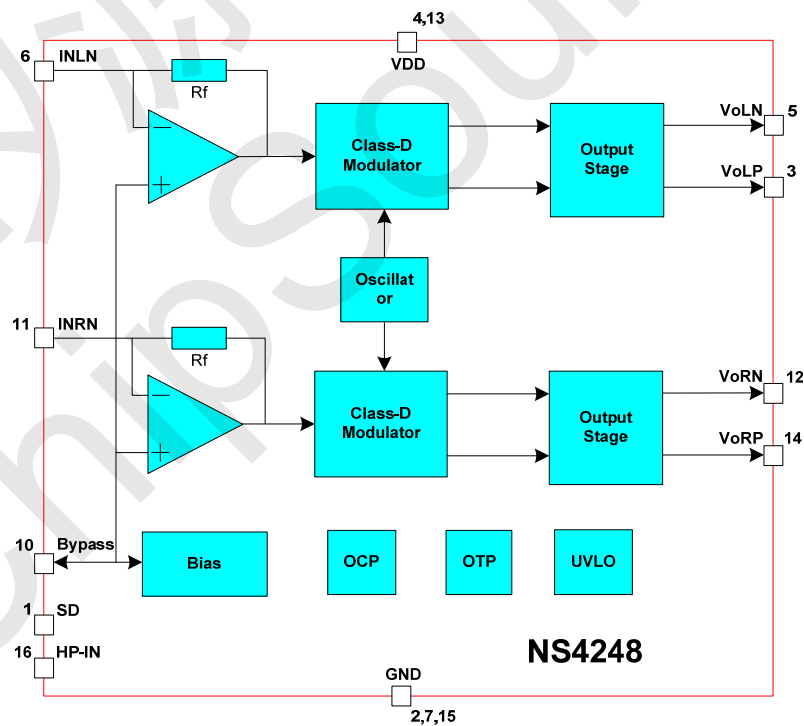 4,13
VDD
6
INLN
Rf
Class-D
Modulator
Output
Stage
VoLN
5
VoLP
3
Oscillat
or
11
INRN
Rf
Class-D
Modulator
Output
Stage
VoRN
12
VoRP
14
10
Bypass
Bias
OCP
OTP
UVLO
1
SD
16
HP-IN
NS4248
GND
2,7,15